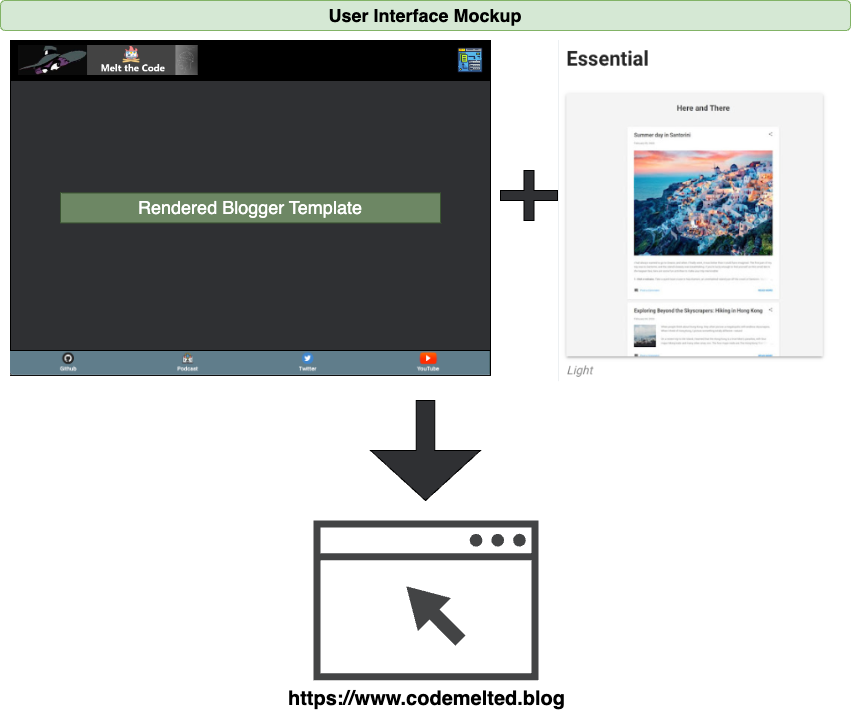 User Interface Mockup
Melt the Code
Rendered Blogger Template
Github
Podcast
Twitter
YouTube
Essential
Here and There
Summer day in Santorini
Exploring Beyond the Skyscrapers: Hiking in Hong Kong
Light
https://www.codemelted.blog